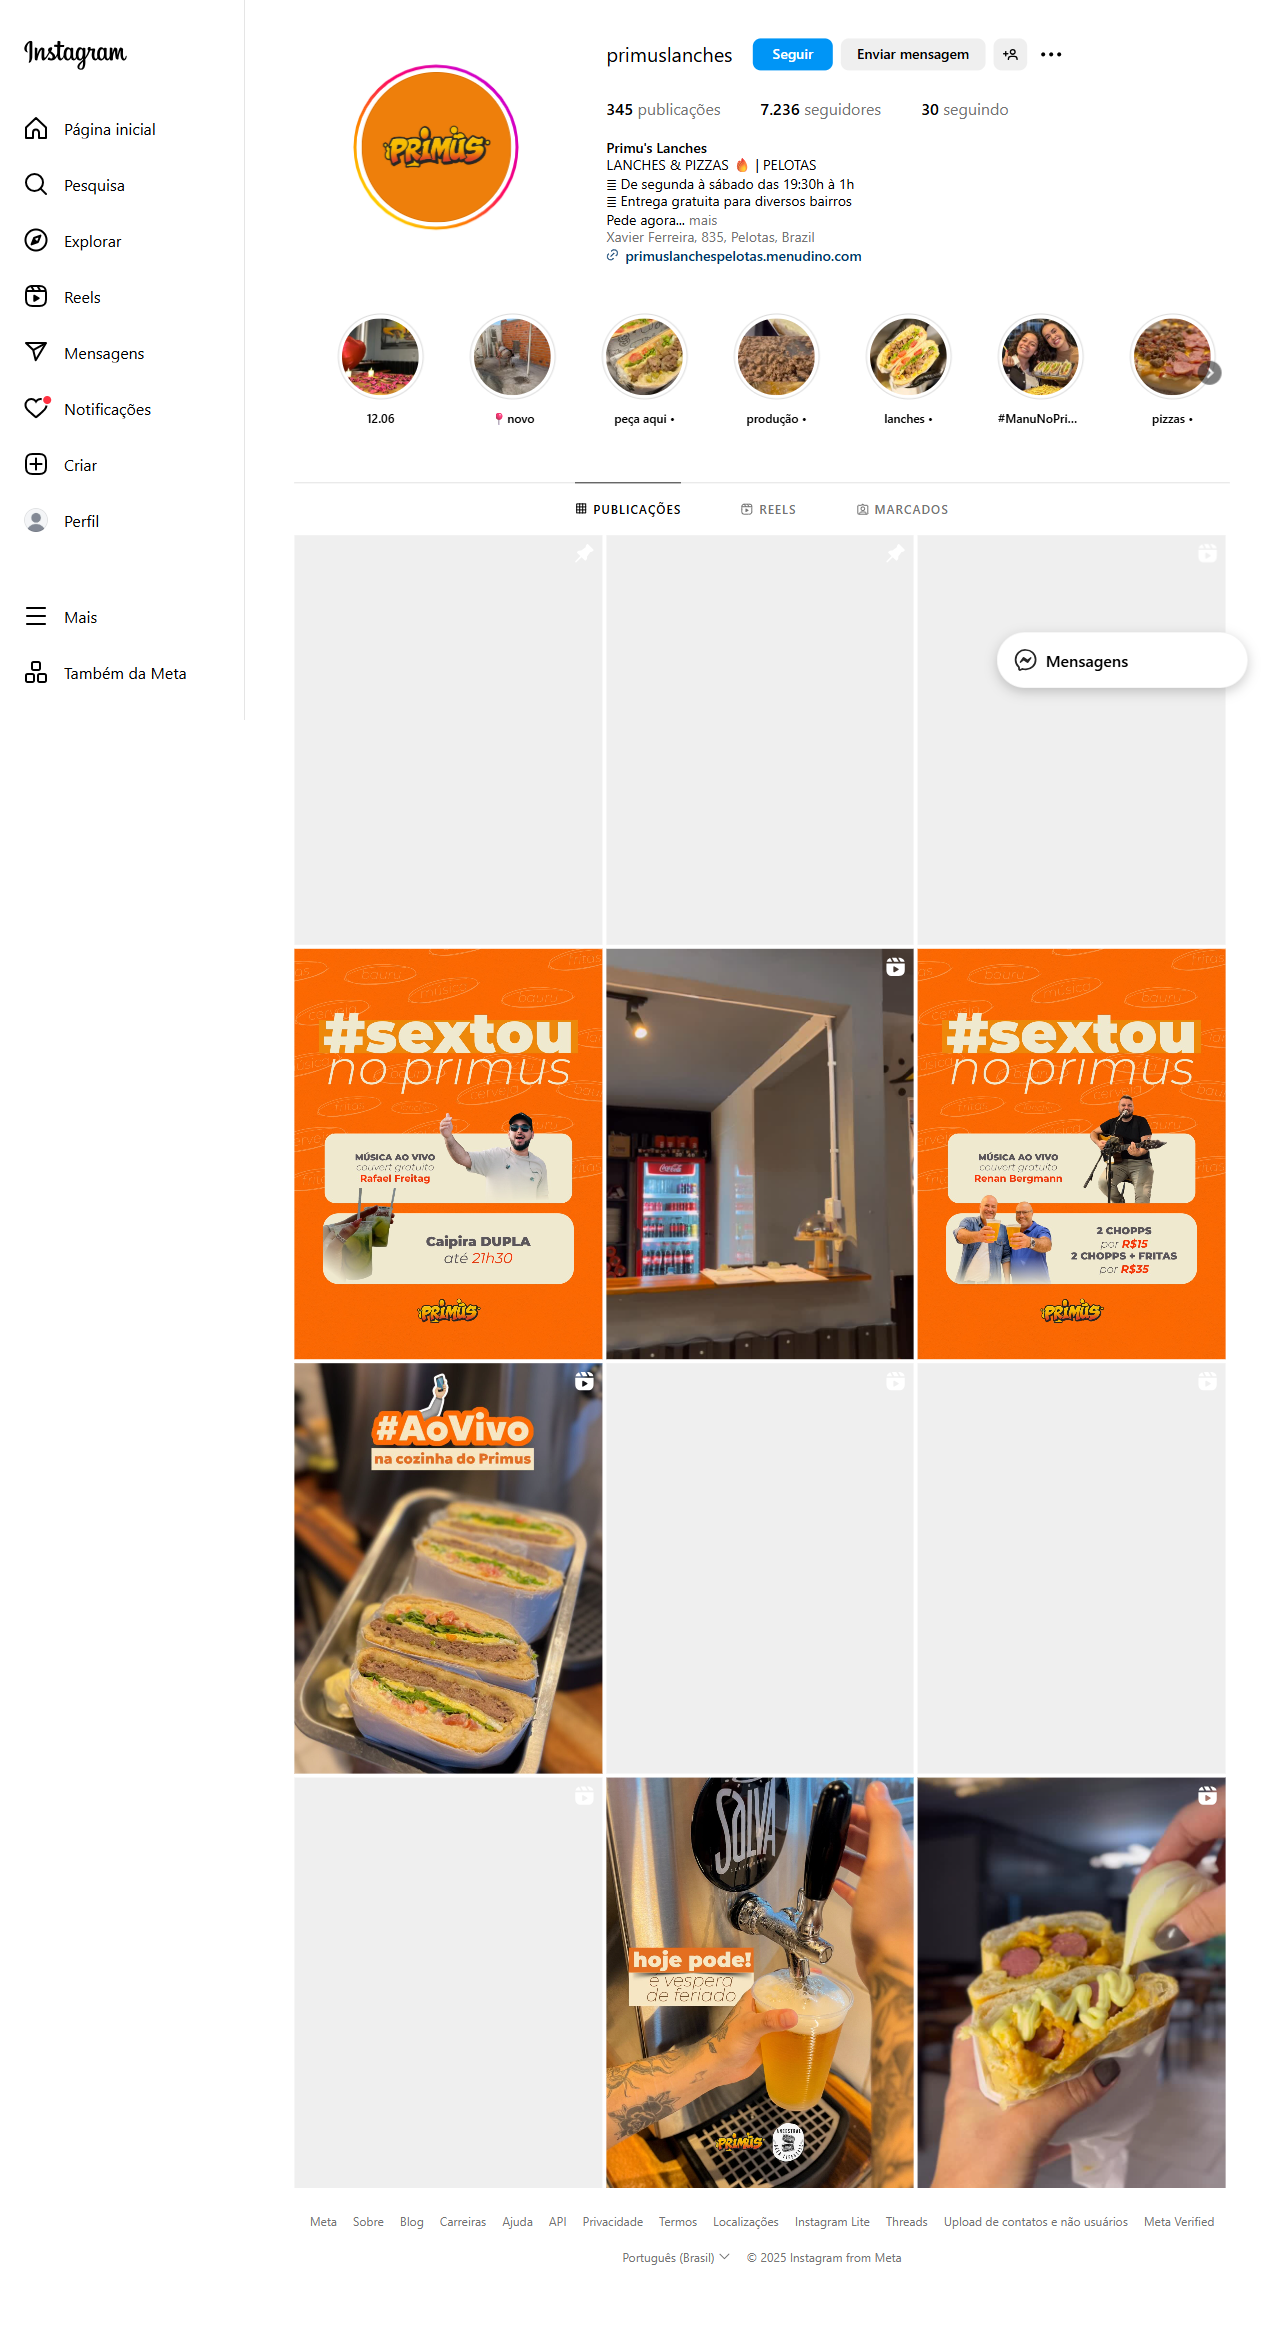 Instagram
Página inicial
Pesquisa
Explorar
Reels
Mensagens
Notificações
Criar
Perfil
Mais
Também da Meta
primuslanches
Seguir
Enviar mensagem
345 publicações
7.236 seguidores
30 seguindo
PRIMUS
Primu's Lanches
LANCHES & PIZZAS 🔥 | PELOTAS
≣ De segunda à sábado das 19:30h à 1h
≣ Entrega gratuita para diversos bairros
Pede agora... mais
Xavier Ferreira, 835, Pelotas, Brazil
primuslanchespelotas.menudino.com
12.06
📍novo
peça aqui •
produção •
lanches •
#ManuNoPri...
pizzas •
PUBLICAÇÕES
REELS
MARCADOS
Mensagens
#sextou
no primus
MÚSICA AO VIVO
couvert gratuito
Rafael Freitag
Caipira DUPLA
até 21h30
PRIMUS
Coca-Cola
#sextou
no primus
MÚSICA AO VIVO
couvert gratuito
Renan Bergmann
2 CHOPPS
por R$15
2 CHOPPS + FRITAS
por R$35
PRIMUS
#AoVivo
na cozinha do Primus
SALVA
hoje pode!
é vespera
de feriado
PRIMUS
ANCESTRAL
Meta
Sobre
Blog
Carreiras
Ajuda
API
Privacidade
Termos
Localizações
Instagram Lite
Threads
Upload de contatos e não usuários
Meta Verified
Português (Brasil)
© 2025 Instagram from Meta